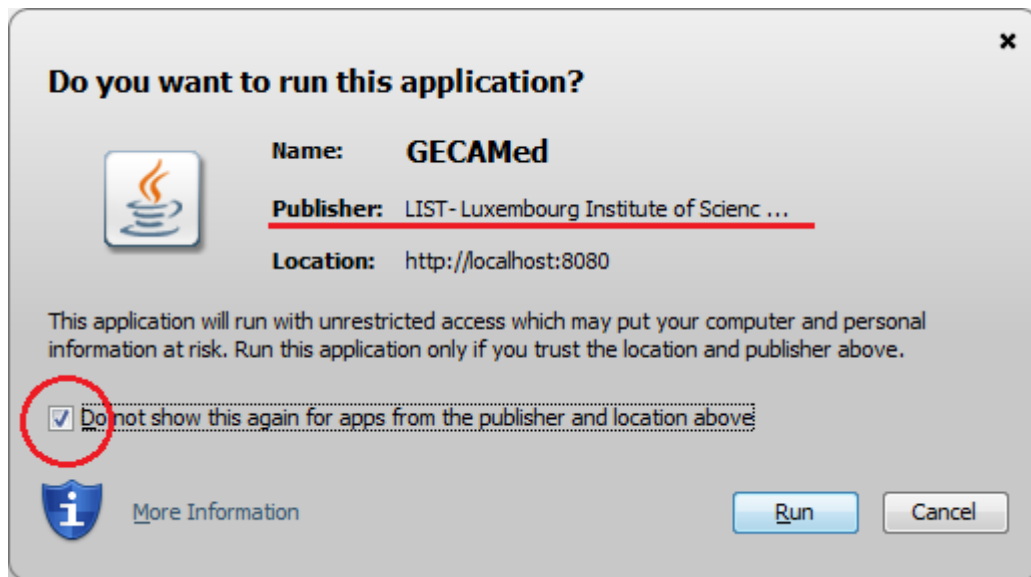 Do you want to run this application?
Name: GECAMed
Publisher: LIST-Luxembourg Institute of Scienc ...
Location: http://localhost:8080
This application will run with unrestricted access which may put your computer and personal
information at risk. Run this application only if you trust the location and publisher above.
Do not show this again for apps from the publisher and location above
More Information
Run
Cancel